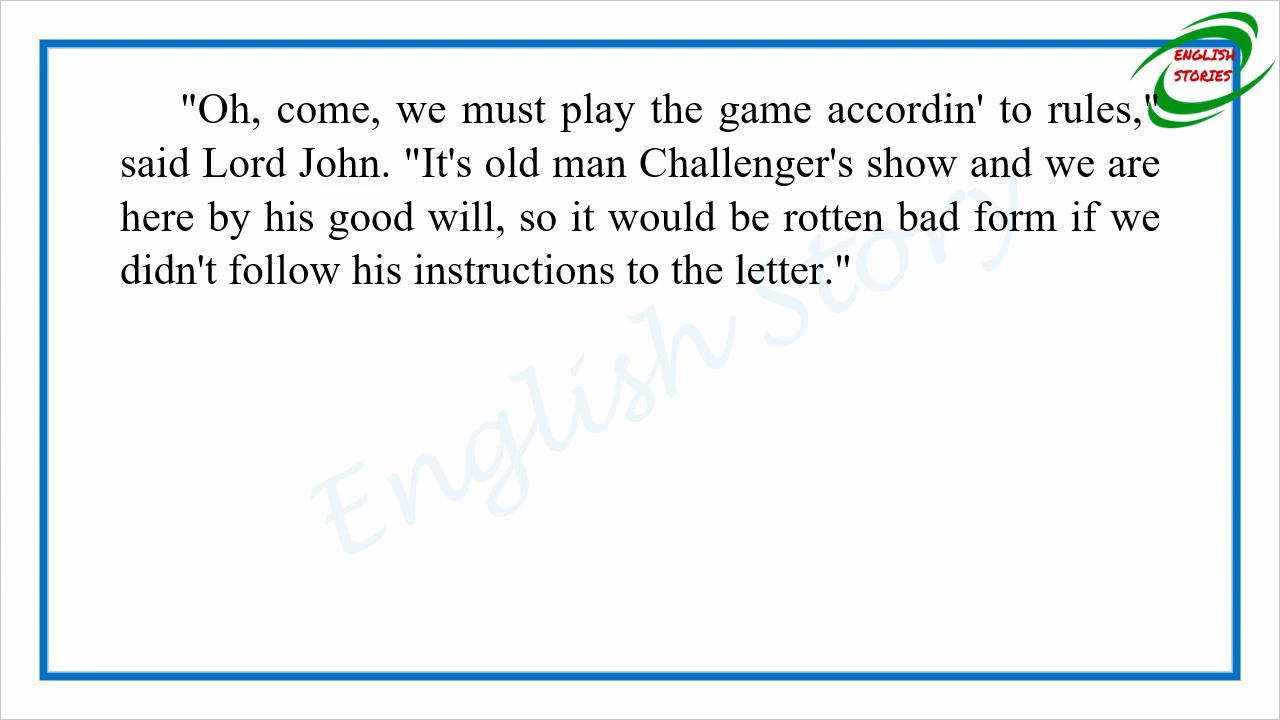 ENGLISH
STORIES
"Oh, come, we must play the game accordin' to rules,"
said Lord John. "It's old man Challenger's show and we are
here by his good will, so it would be rotten bad form if we
didn't follow his instructions to the letter."
English Story